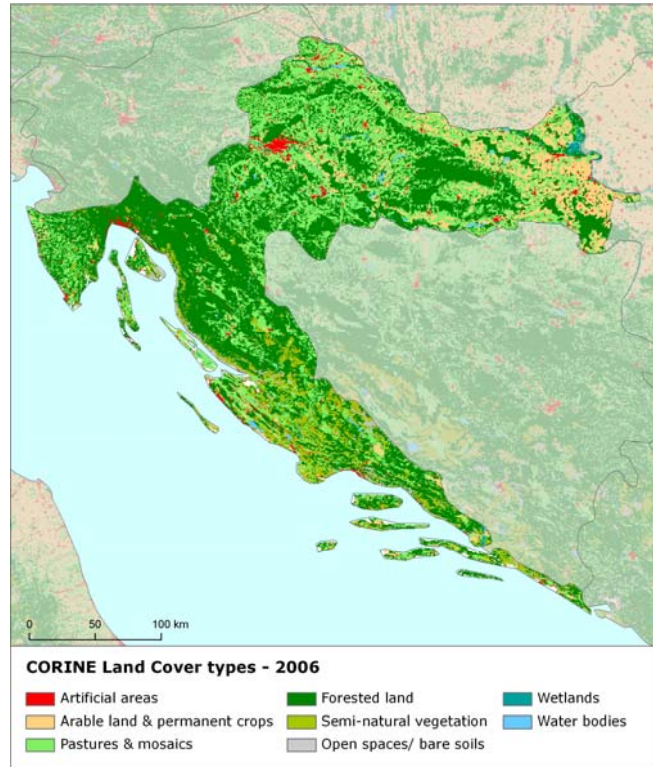 0 50 100 km
CORINE Land Cover types - 2006
Artificial areas Forested land Wetlands
Arable land & permanent crops Semi-natural vegetation Water bodies
Pastures & mosaics Open spaces/ bare soils